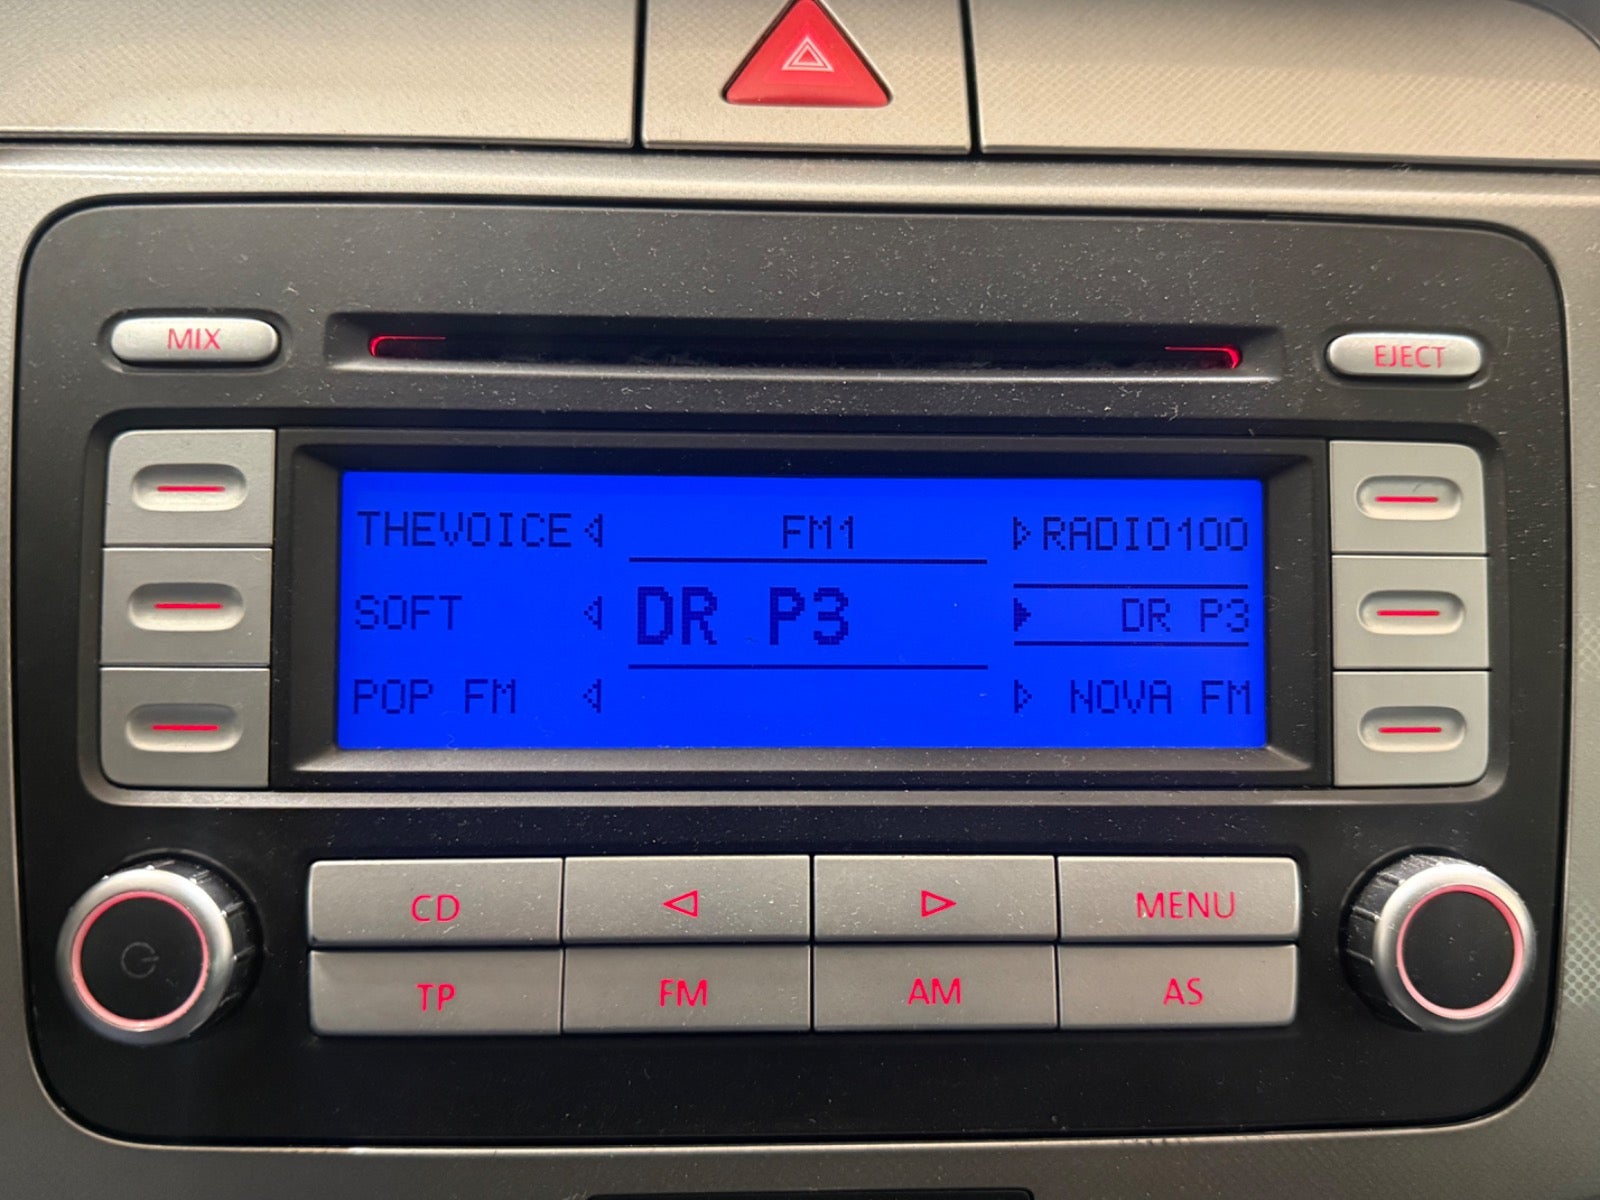 MIX
EJECT
THEVOICE FM1 RADIO100
SOFT DR P3 DR P3
POP FM NOVA FM
CD MENU
TP FM AM AS